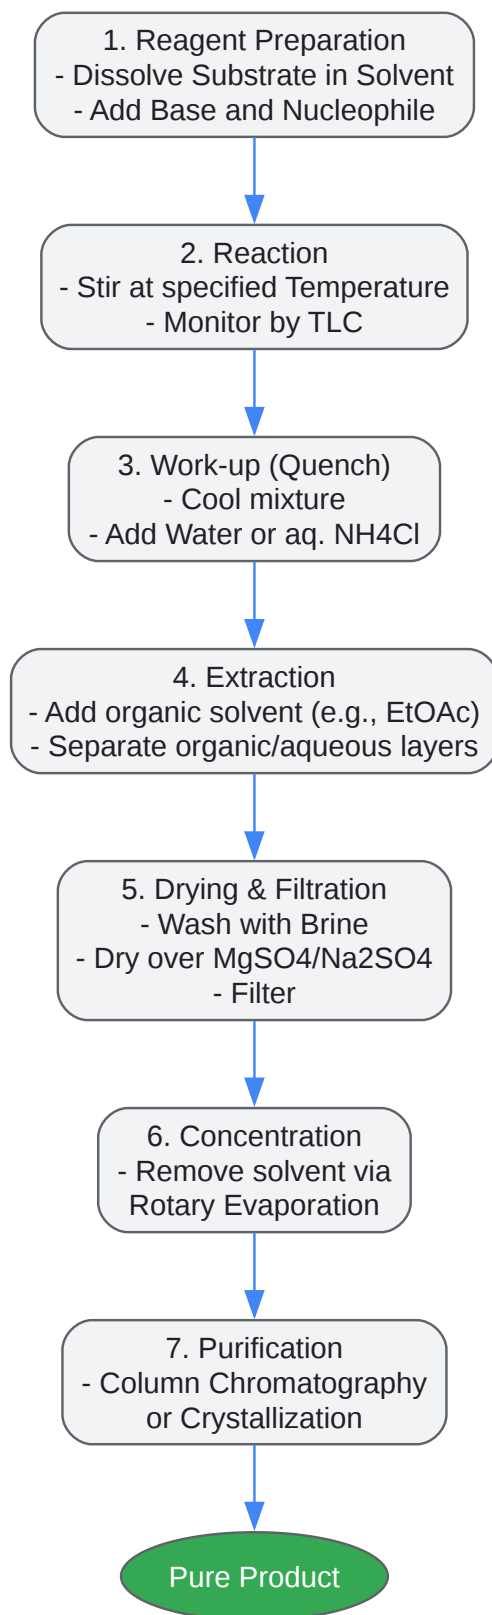 1. Reagent Preparation
- Dissolve Substrate in Solvent
- Add Base and Nucleophile
2. Reaction
- Stir at specified Temperature
- Monitor by TLC
3. Work-up (Quench)
- Cool mixture
- Add Water or aq. NH4Cl
4. Extraction
- Add organic solvent (e.g., EtOAc)
- Separate organic/aqueous layers
5. Drying & Filtration
- Wash with Brine
- Dry over MgSO4/Na2SO4
- Filter
6. Concentration
- Remove solvent via
Rotary Evaporation
7. Purification
- Column Chromatography
or Crystallization
Pure Product